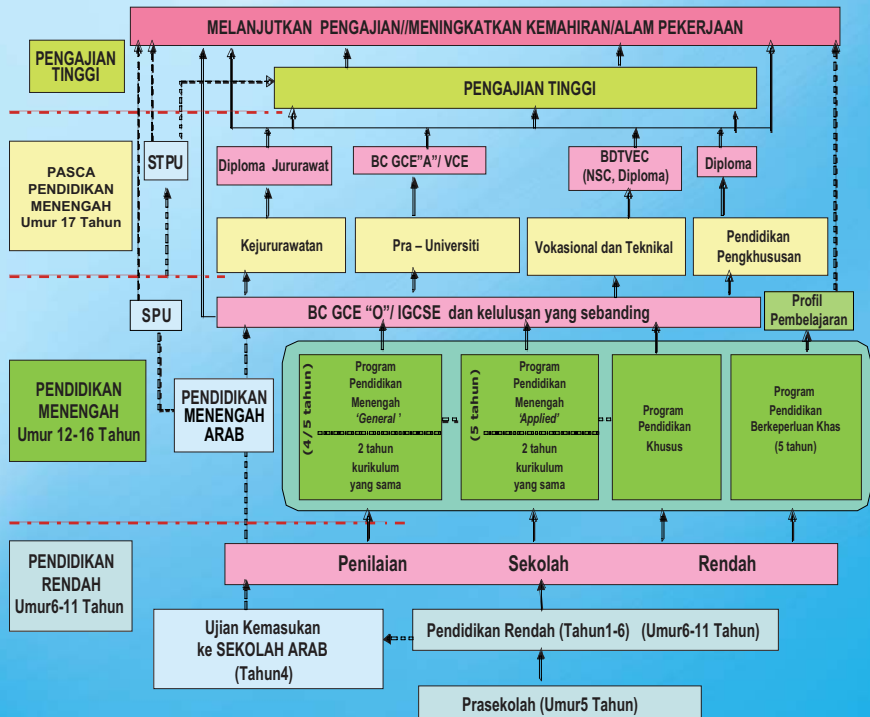 MELANJUTKAN PENGAJIAN//MENINGKATKAN KEMAHIRAN/ALAM PEKERJAAN
PENGAJIAN
TINGGI
PENGAJIAN TINGGI
PASCA
PENDIDIKAN
MENENGAH
Umur 17 Tahun
STPU
Diploma Jururawat
BC GCE"A"/ VCE
BDTVEC
(NSC, Diploma)
Diploma
Kejururawatan
Pra – Universiti
Vokasional dan Teknikal
Pendidikan
Pengkhususan
SPU
BC GCE “O”/ IGCSE dan kelulusan yang sebanding
Profil
Pembelajaran
PENDIDIKAN
MENENGAH
Umur 12-16 Tahun
PENDIDIKAN
MENENGAH
ARAB
(4/5 tahun)
Program
Pendidikan
Menengah
‘General ’
2 tahun
kurikulum
yang sama
(5 tahun)
Program
Pendidikan
Menengah
‘Applied’
2 tahun
kurikulum
yang sama
Program
Pendidikan
Khusus
Program
Pendidikan
Berkeperluan Khas
(5 tahun)
PENDIDIKAN
RENDAH
Umur6-11 Tahun
Penilaian Sekolah Rendah
Ujian Kemasukan
ke SEKOLAH ARAB
(Tahun4)
Pendidikan Rendah (Tahun1-6) (Umur6-11 Tahun)
Prasekolah (Umur5 Tahun)